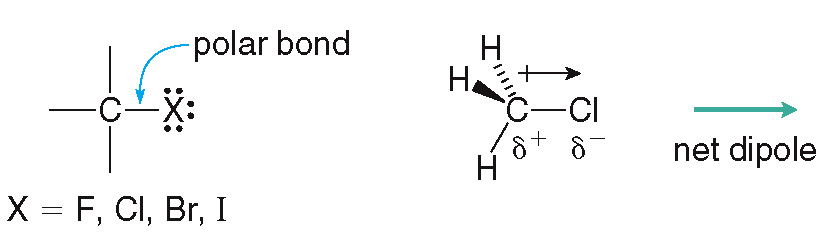 polar bond
C X
X = F, Cl, Br, I
H
H
C Cl
δ+ δ−
H
net dipole